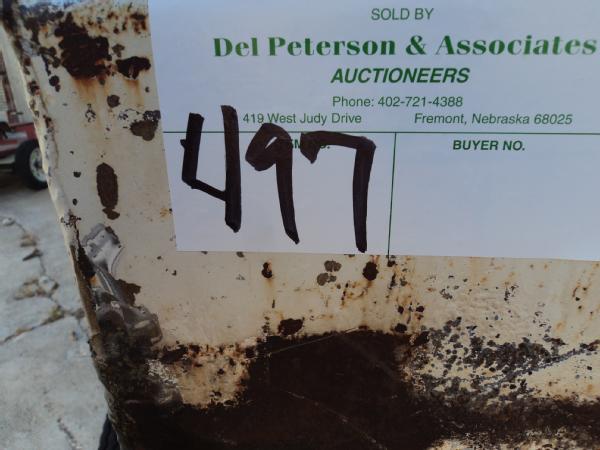 SOLD BY
Del Peterson & Associates
AUCTIONEERS
Phone: 402-721-4388
419 West Judy Drive Fremont, Nebraska 68025
BUYER NO.
497